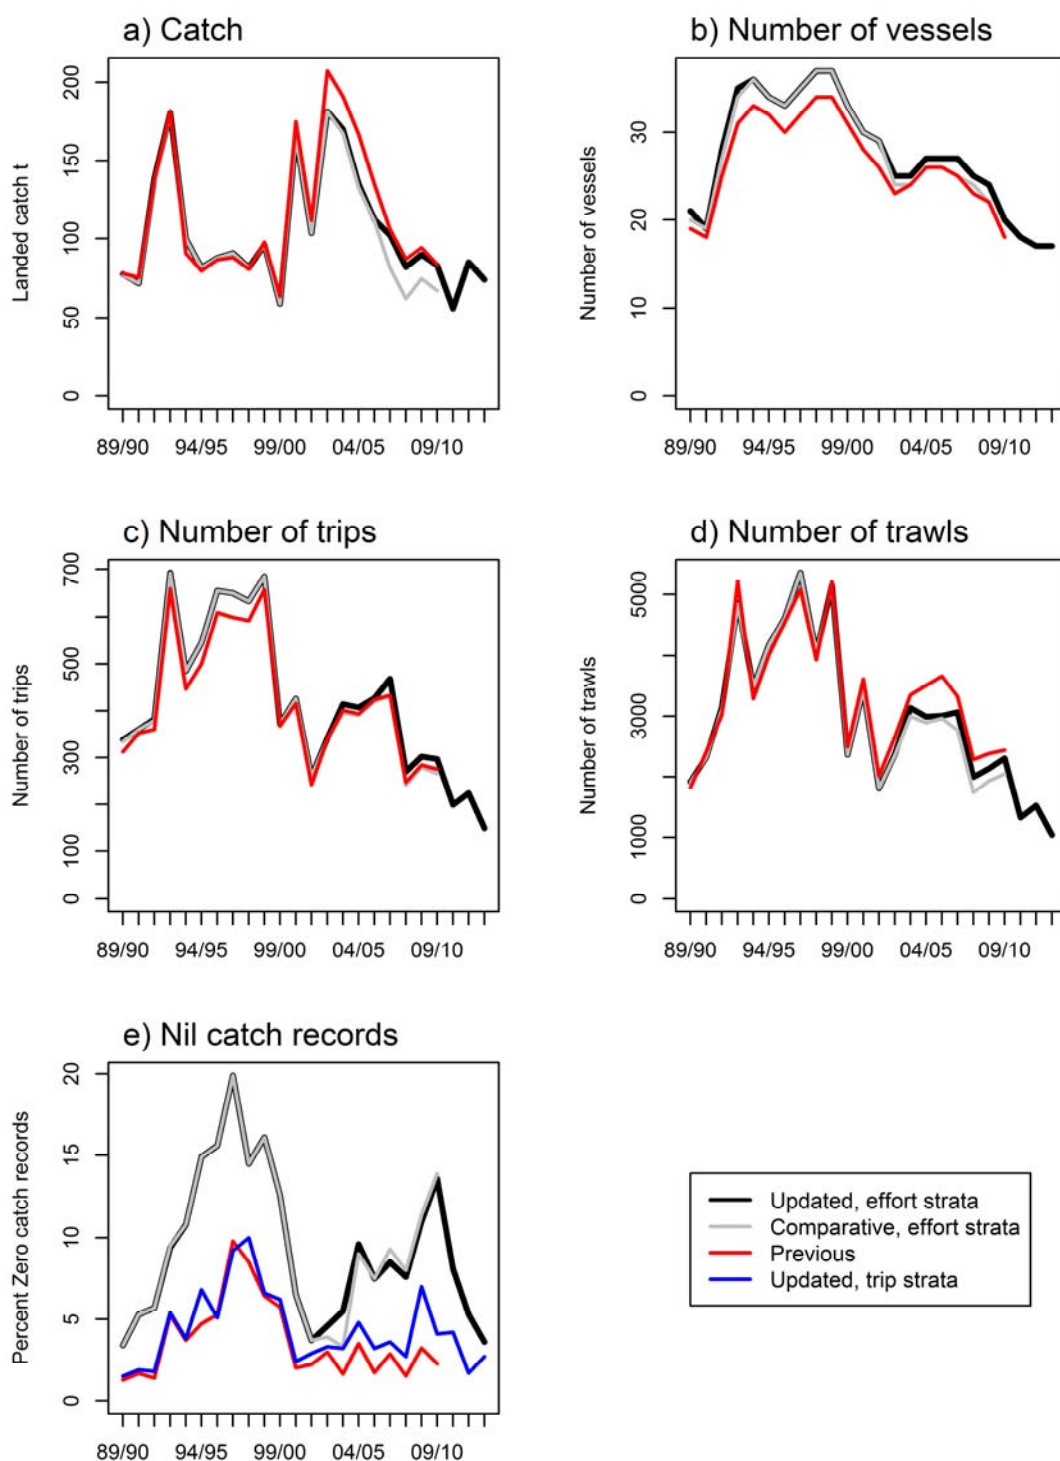 a) Catch
Landed catch t
200
150
100
50
0
89/90 94/95 99/00 04/05 09/10
b) Number of vessels
Number of vessels
30
20
10
0
89/90 94/95 99/00 04/05 09/10
c) Number of trips
Number of trips
700
500
300
100
0
89/90 94/95 99/00 04/05 09/10
d) Number of trawls
Number of trawls
5000
3000
1000
0
89/90 94/95 99/00 04/05 09/10
e) Nil catch records
Percent Zero catch records
20
15
10
5
0
89/90 94/95 99/00 04/05 09/10
Updated, effort strata
Comparative, effort strata
Previous
Updated, trip strata